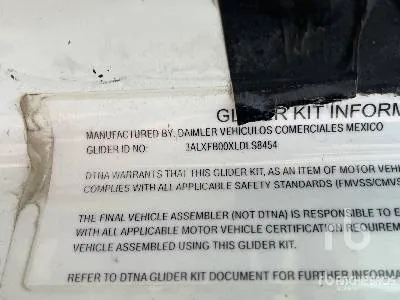 GLIDER KIT INFORM
MANUFACTURED BY: DAIMLER VEHICULOS COMERCIALES MEXICO
GLIDER ID NO: 3ALXFB00XLDLS8454
DTNA WARRANTS THAT THIS GLIDER KIT, AS AN ITEM OF MOTOR VEHIC
COMPLIES WITH ALL APPLICABLE SAFETY STANDARDS (FMVSS/CMVS
THE FINAL VEHICLE ASSEMBLER (NOT DTNA) IS RESPONSIBLE TO E
WITH ALL APPLICABLE MOTOR VEHICLE CERTIFICATION REQUIREMEN
VEHICLE ASSEMBLED USING THIS GLIDER KIT.
REFER TO DTNA GLIDER KIT DOCUMENT FOR FURTHER INFORMA